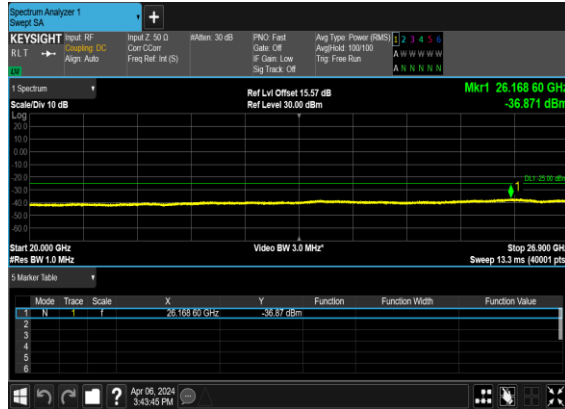 Spectrum Analyzer 1
Swept SA
+
KEYSIGHT Input: RF Input Z: 50 Ω #Atten: 30 dB PNO: Fast Avg Type: Power (RMS) 1 2 3 4 5 6
RLT Coupling: DC Corr CCorr Gate: Off Avg|Hold: 100/100 A W W W W W
Align: Auto Freq Ref: Int (S) IF Gain: Low Trig: Free Run
Sig Track: Off A N N N N N
1 Spectrum Ref Lvl Offset 15.57 dB Mkr1 26.168 60 GHz
Scale/Div 10 dB Ref Level 30.00 dBm -36.871 dBm
Log
20.0
10.0
0.00
-10.0
-20.0
DL1 -25.00 dBm
1
-30.0
-40.0
-50.0
-60.0
Start 20.000 GHz Video BW 3.0 MHz* Stop 26.900 GHz
#Res BW 1.0 MHz Sweep 13.3 ms (40001 pts)
5 Marker Table
Mode Trace Scale X Y Function Function Width Function Value
1 N 1 f 26.168 60 GHz -36.87 dBm
2
3
4
5
6
? Apr 06, 2024
3:43:45 PM